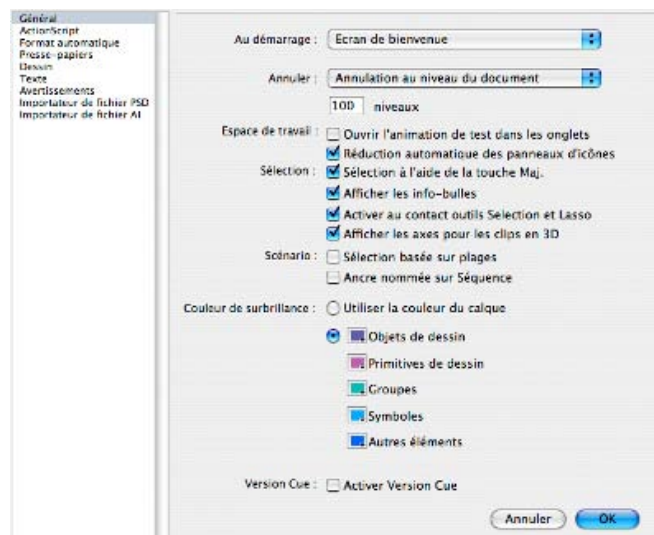 Général
ActionScript
Format automatique
Presse-papiers
Dessin
Texte
Avertissements
Importateur de fichier PSD
Importateur de fichier AI
Au démarrage : Ecran de bienvenue
Annuler : Annulation au niveau du document
100 niveaux
Espace de travail : Ouvrir l'animation de test dans les onglets
Réduction automatique des panneaux d'icônes
Sélection : Sélection à l'aide de la touche Maj.
Afficher les info-bulles
Activer au contact outils Selection et Lasso
Afficher les axes pour les clips en 3D
Scénario : Sélection basée sur plages
Ancre nommée sur Séquence
Couleur de surbrillance : Utiliser la couleur du calque
Objets de dessin
Primitives de dessin
Groupes
Symboles
Autres éléments
Version Cue : Activer Version Cue
Annuler OK